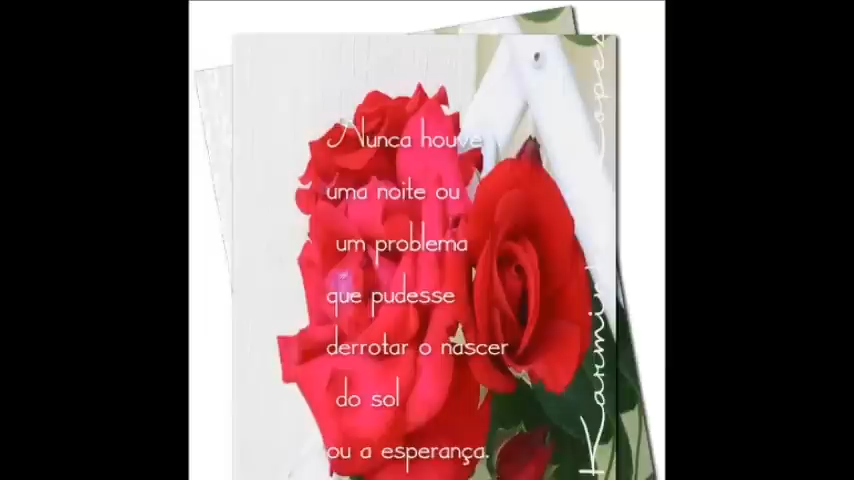 Nunca houve
uma noite ou
um problema
que pudesse
derrotar o nascer
do sol
ou a esperança.